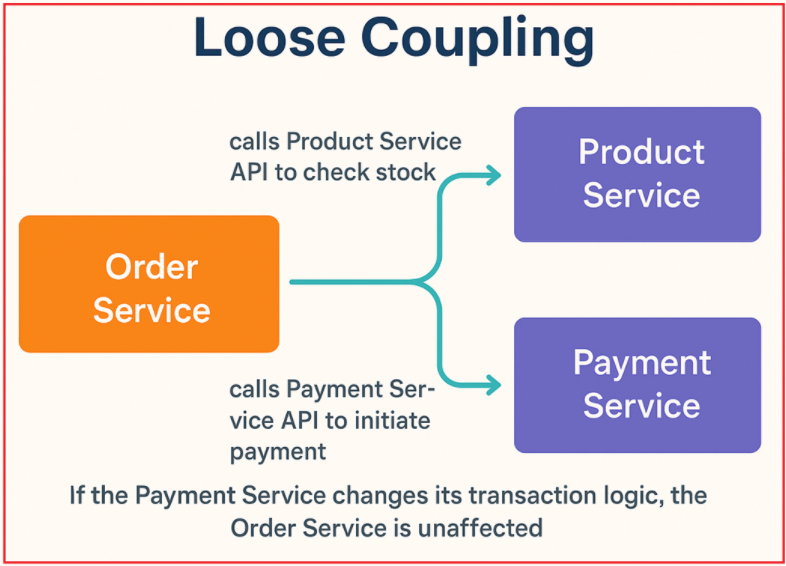 Loose Coupling
calls Product Service
API to check stock
Product
Service
Order
Service
calls Payment Ser-
vice API to initiate
payment
Payment
Service
If the Payment Service changes its transaction logic, the
Order Service is unaffected